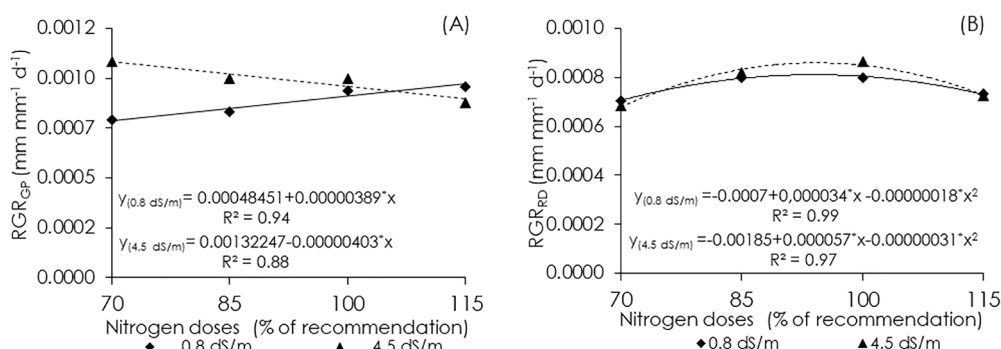 (A)
RGR_GP (mm mm⁻¹ d⁻¹)
0.0012
0.0010
0.0007
0.0005
0.0002
0.0000
y(0.8 dS/m)= 0.00048451+0.00000389*x
R² = 0.94
y(4.5 dS/m)= 0.00132247-0.00000403*x
R² = 0.88
70 85 100 115
Nitrogen doses (% of recommendation)
0.8 dS/m 4.5 dS/m
(B)
RGR_RD (mm mm⁻¹ d⁻¹)
0.0010
0.0008
0.0006
0.0004
0.0002
0.0000
y(0.8 dS/m)=-0.0007+0,000034*x -0.00000018*x²
R² = 0.99
y(4.5 dS/m)=-0.00185+0.000057*x-0.00000031*x²
R² = 0.97
70 85 100 115
Nitrogen doses (% of recommendation)
0.8 dS/m 4.5 dS/m